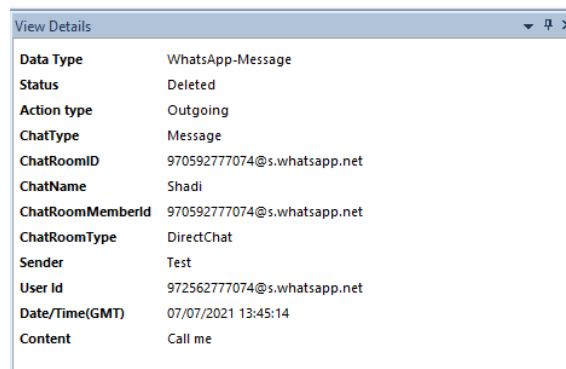 View Details
Data Type WhatsApp-Message
Status Deleted
Action type Outgoing
ChatType Message
ChatRoomID 970592777074@s.whatsapp.net
ChatName Shadi
ChatRoomMemberId 970592777074@s.whatsapp.net
ChatRoomType DirectChat
Sender Test
User Id 972562777074@s.whatsapp.net
Date/Time(GMT) 07/07/2021 13:45:14
Content Call me